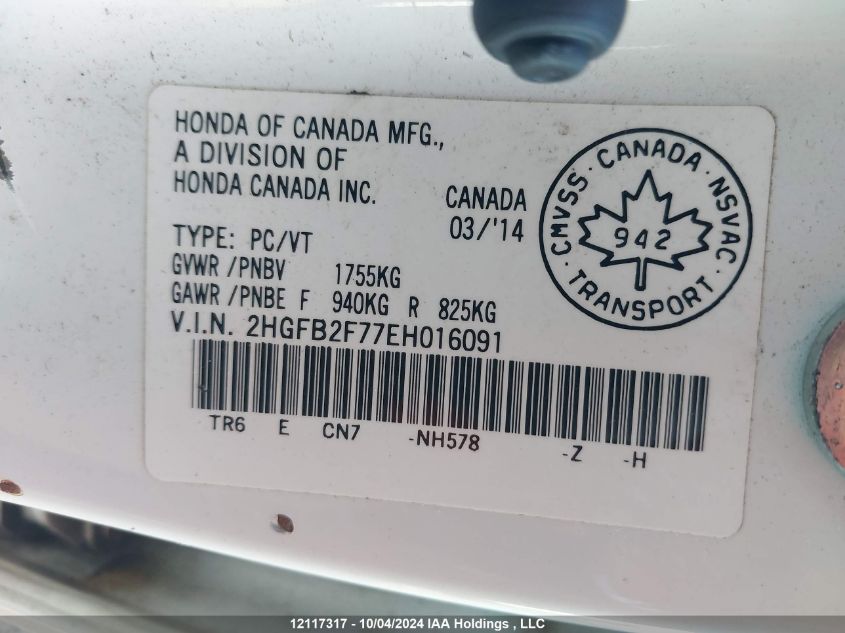 HONDA OF CANADA MFG.,
A DIVISION OF
HONDA CANADA INC.
CANADA
03/'14
TYPE: PC/VT
GVWR /PNBV 1755KG
GAWR /PNBE F 940KG R 825KG
V.I.N. 2HGFB2F77EH016091
TR6 E CN7 -NH578 -Z -H
CMVSS · CANADA · NSVAC · TRANSPORT ·
942
12117317 - 10/04/2024 IAA Holdings , LLC